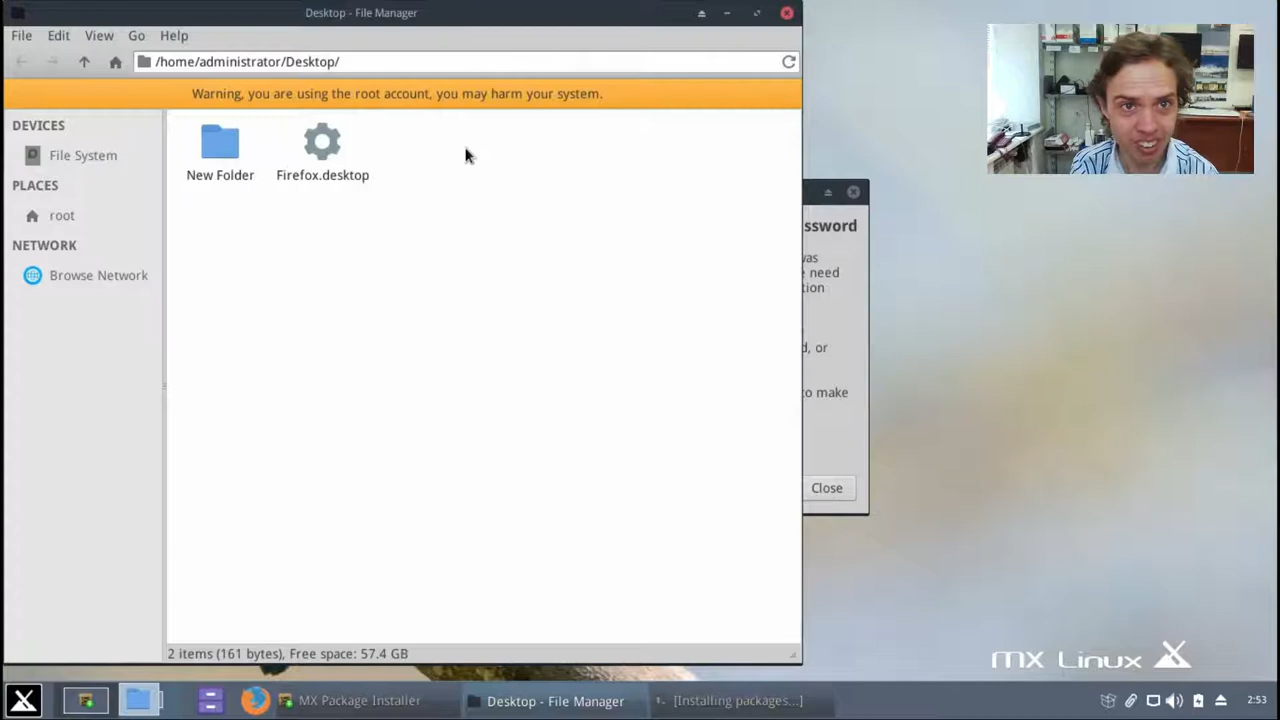 Desktop - File Manager
File Edit View Go Help
/home/administrator/Desktop/
Warning, you are using the root account, you may harm your system.
DEVICES
File System
PLACES
root
NETWORK
Browse Network
New Folder
Firefox.desktop
ssword
was
need
tion
d, or
to make
Close
2 items (161 bytes), Free space: 57.4 GB
MX Linux
MX Package Installer
Desktop - File Manager
[Installing packages...]
2:53